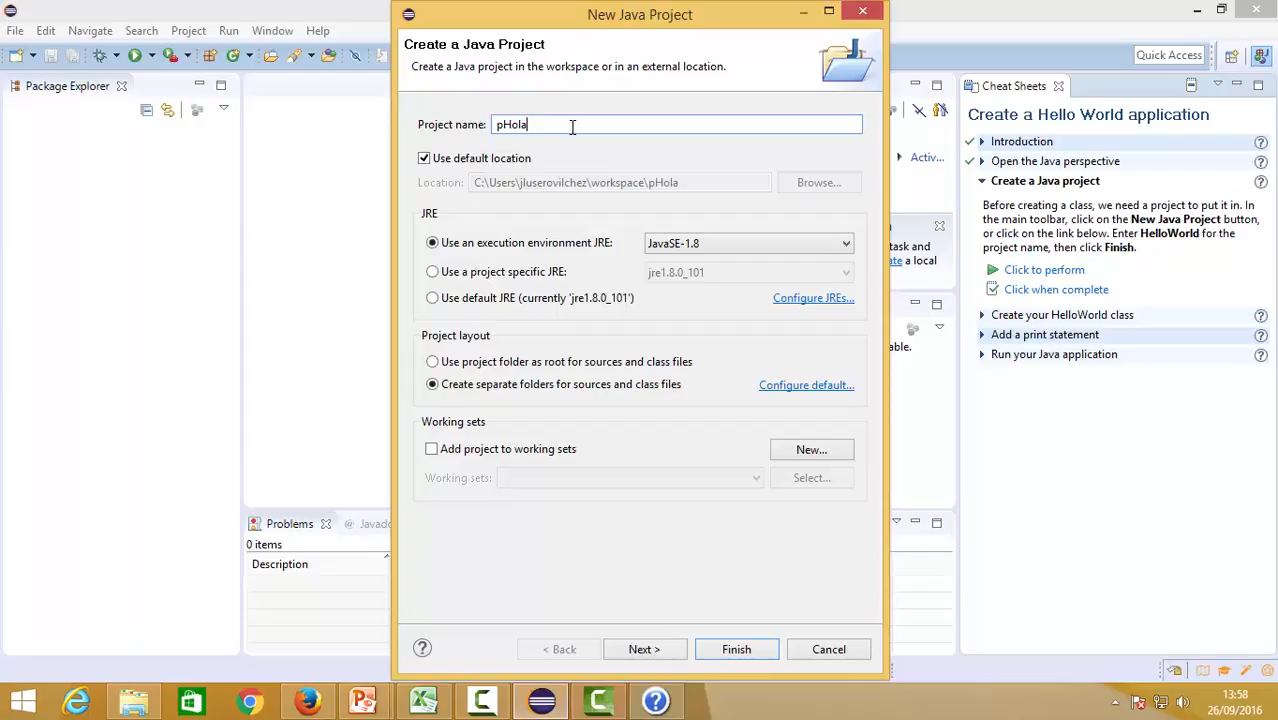 New Java Project
File Edit Navigate Search Project Run Window Help
Quick Access
Package Explorer
Create a Java Project
Create a Java project in the workspace or in an external location.
Project name: pHola
Use default location
Location: C:\Users\jluserovilchez\workspace\pHola Browse...
JRE
Use an execution environment JRE: JavaSE-1.8
Use a project specific JRE: jre1.8.0_101
Use default JRE (currently 'jre1.8.0_101') Configure JREs...
Project layout
Use project folder as root for sources and class files
Create separate folders for sources and class files Configure default...
Working sets
Add project to working sets New...
Working sets: Select...
< Back Next > Finish Cancel
Problems Javado
0 items
Description
Activ...
task and
ate a local
able.
Cheat Sheets
Create a Hello World application
Introduction
Open the Java perspective
Create a Java project
Before creating a class, we need a project to put it in. In
the main toolbar, click on the New Java Project button,
or click on the link below. Enter HelloWorld for the
project name, then click Finish.
Click to perform
Click when complete
Create your HelloWorld class
Add a print statement
Run your Java application
13:58
26/09/2016